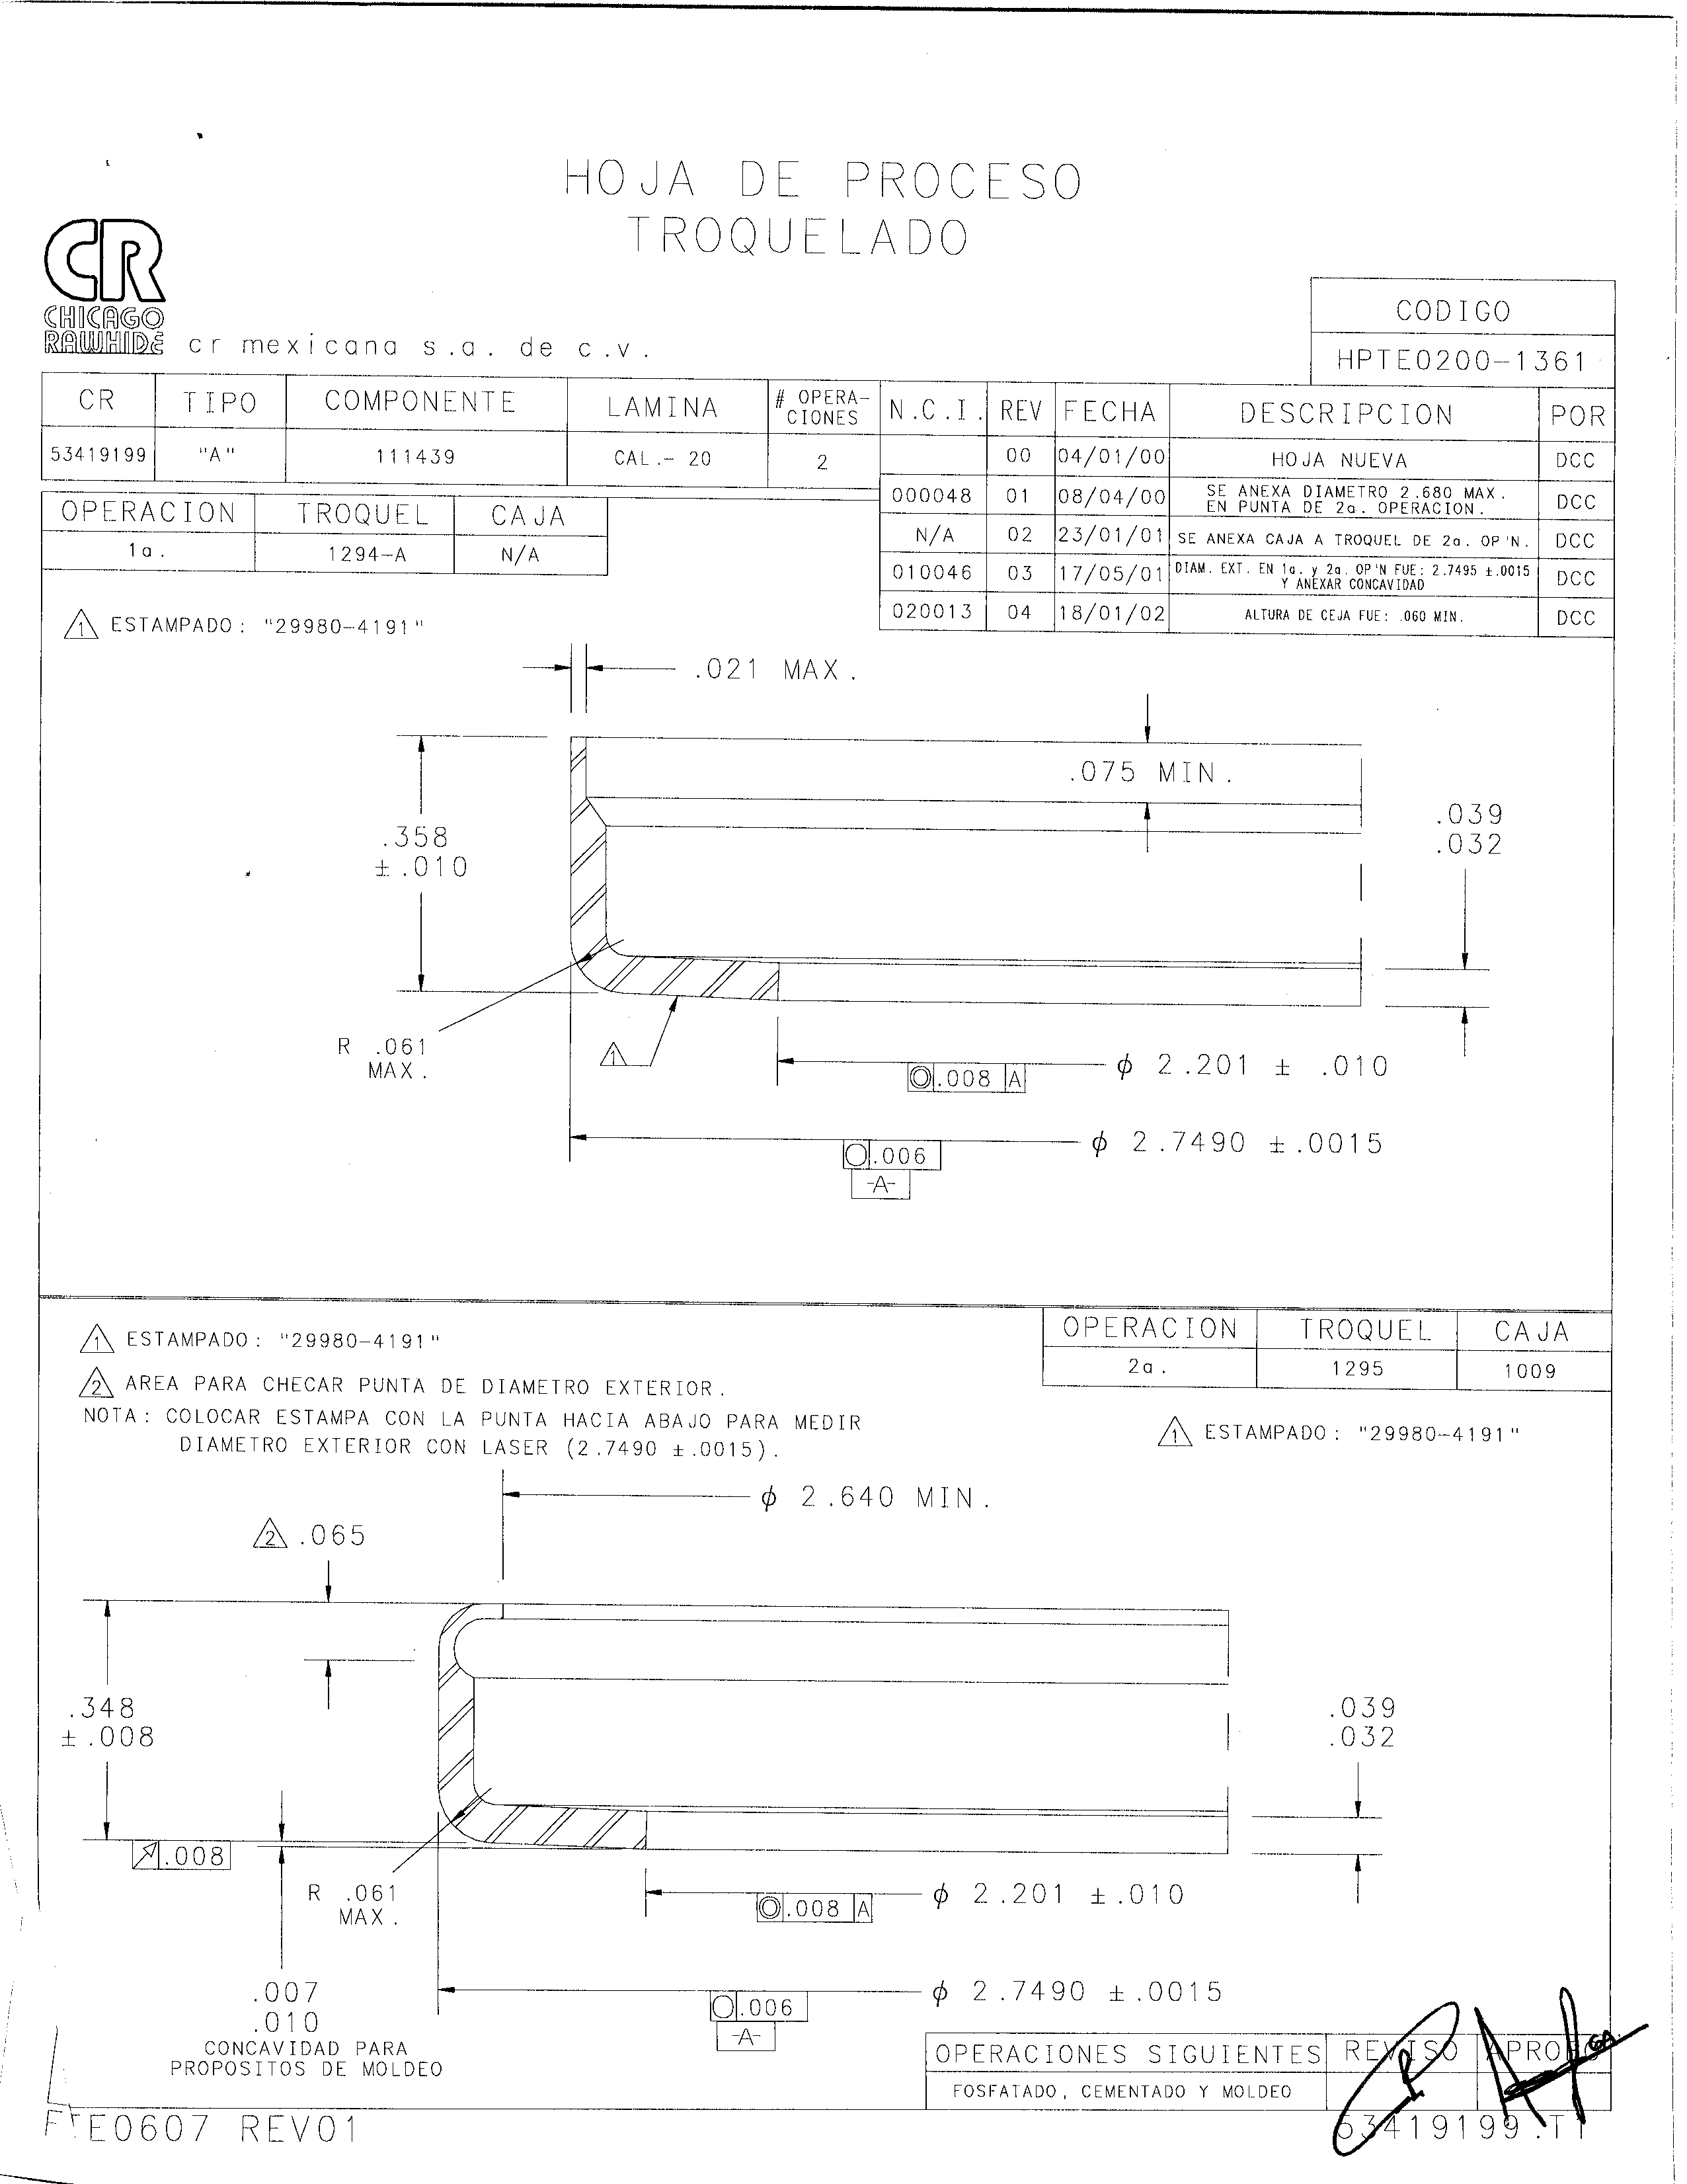 HOJA DE PROCESO
TROQUELADO
CR
CHICAGO
RAWHIDE
cr mexicana s.a. de c.v.
CODIGO
HPTE0200-1361
CR TIPO COMPONENTE LAMINA # OPERA-CIONES
53419199 "A" 111439 CAL.- 20 2
N.C.I. REV FECHA DESCRIPCION POR
00 04/01/00 HOJA NUEVA DCC
000048 01 08/04/00 SE ANEXA DIAMETRO 2.680 MAX. EN PUNTA DE 2a. OPERACION. DCC
N/A 02 23/01/01 SE ANEXA CAJA A TROQUEL DE 2a. OP'N. DCC
010046 03 17/05/01 DIAM. EXT. EN 1a. y 2a. OP'N FUE: 2.7495 ±.0015 Y ANEXAR CONCAVIDAD DCC
020013 04 18/01/02 ALTURA DE CEJA FUE: .060 MIN. DCC
OPERACION TROQUEL CAJA
1a. 1294-A N/A
1 ESTAMPADO: "29980-4191"
.021 MAX.
.075 MIN.
.358
±.010
.039
.032
R .061
MAX.
1
.008 A
φ 2.201 ± .010
φ 2.7490 ±.0015
.006
-A-
OPERACION TROQUEL CAJA
2a. 1295 1009
1 ESTAMPADO: "29980-4191"
2 AREA PARA CHECAR PUNTA DE DIAMETRO EXTERIOR.
NOTA: COLOCAR ESTAMPA CON LA PUNTA HACIA ABAJO PARA MEDIR
DIAMETRO EXTERIOR CON LASER (2.7490 ±.0015).
1 ESTAMPADO: "29980-4191"
φ 2.640 MIN.
2 .065
.348
±.008
.039
.032
.008
R .061
MAX.
.008 A
φ 2.201 ±.010
.007
.010
CONCAVIDAD PARA
PROPOSITOS DE MOLDEO
φ 2.7490 ±.0015
.006
-A-
OPERACIONES SIGUIENTES REVISO
FOSFATADO, CEMENTADO Y MOLDEO
FTE0607 REV01
53419199.T1